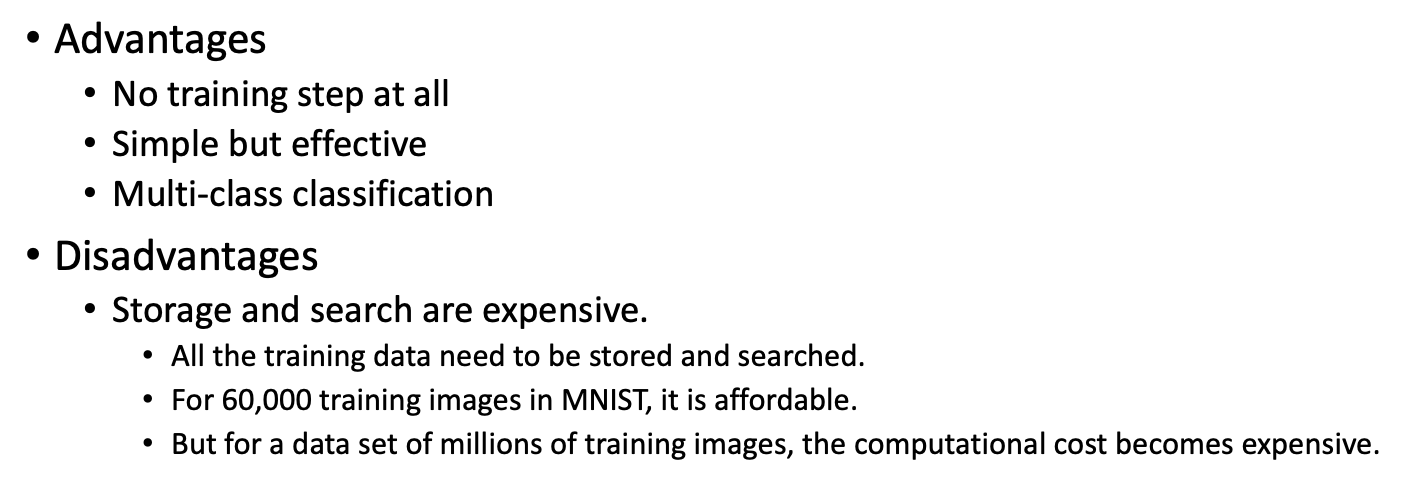 • Advantages
• No training step at all
• Simple but effective
• Multi-class classification
• Disadvantages
• Storage and search are expensive.
• All the training data need to be stored and searched.
• For 60,000 training images in MNIST, it is affordable.
• But for a data set of millions of training images, the computational cost becomes expensive.